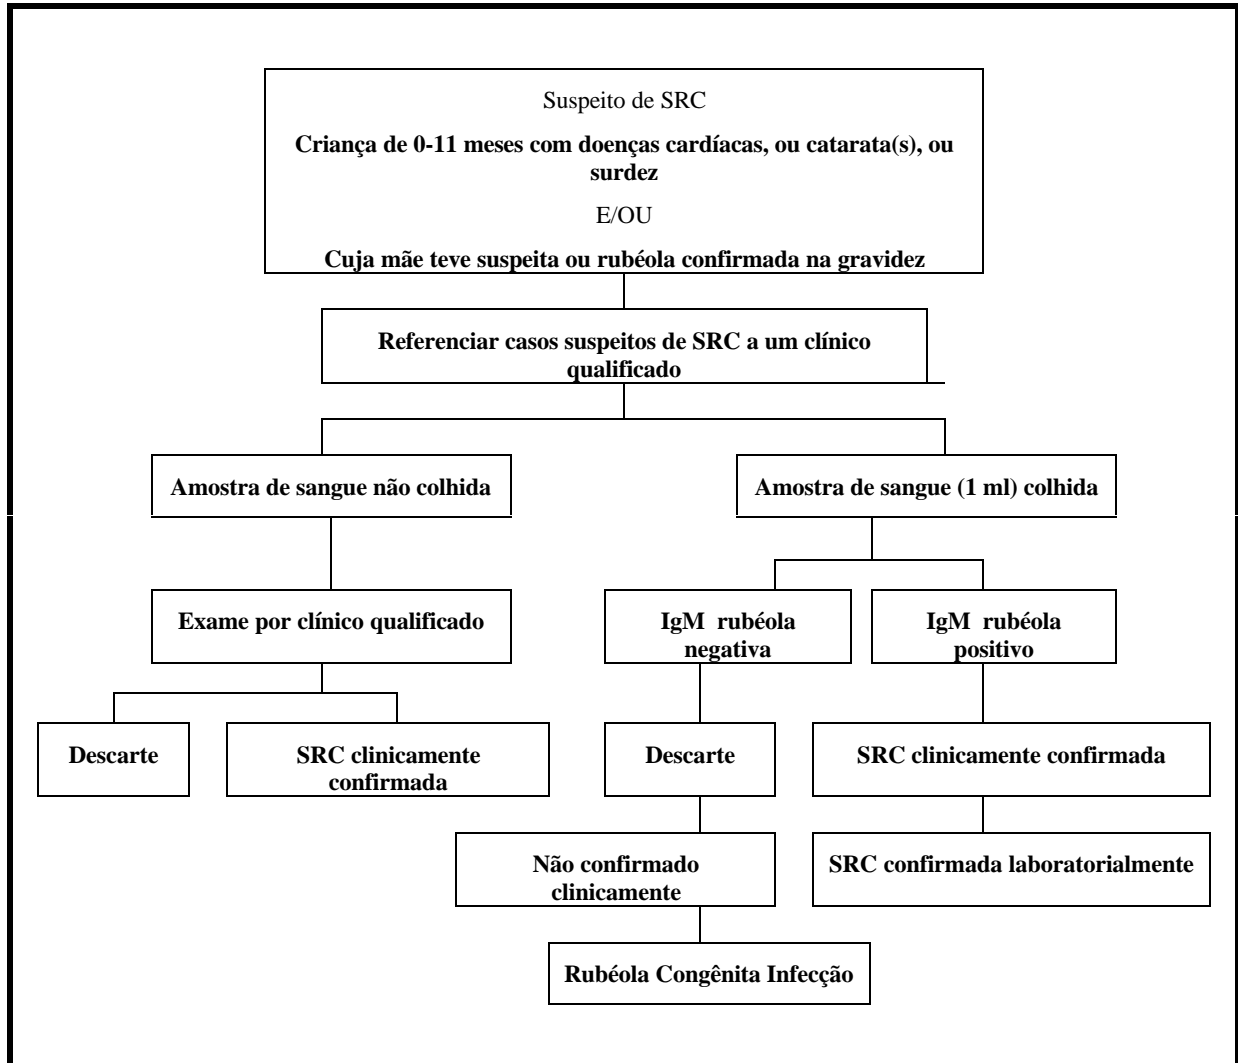 Suspeito de SRC
Criança de 0-11 meses com doenças cardíacas, ou catarata(s), ou
surdez
E/OU
Cuja mãe teve suspeita ou rubéola confirmada na gravidez
Referenciar casos suspeitos de SRC a um clínico
qualificado
Amostra de sangue não colhida
Amostra de sangue (1 ml) colhida
Exame por clínico qualificado
IgM rubéola
negativa
IgM rubéola
positivo
Descarte
SRC clinicamente
confirmada
Descarte
SRC clinicamente confirmada
Não confirmado
clinicamente
SRC confirmada laboratorialmente
Rubéola Congênita Infecção